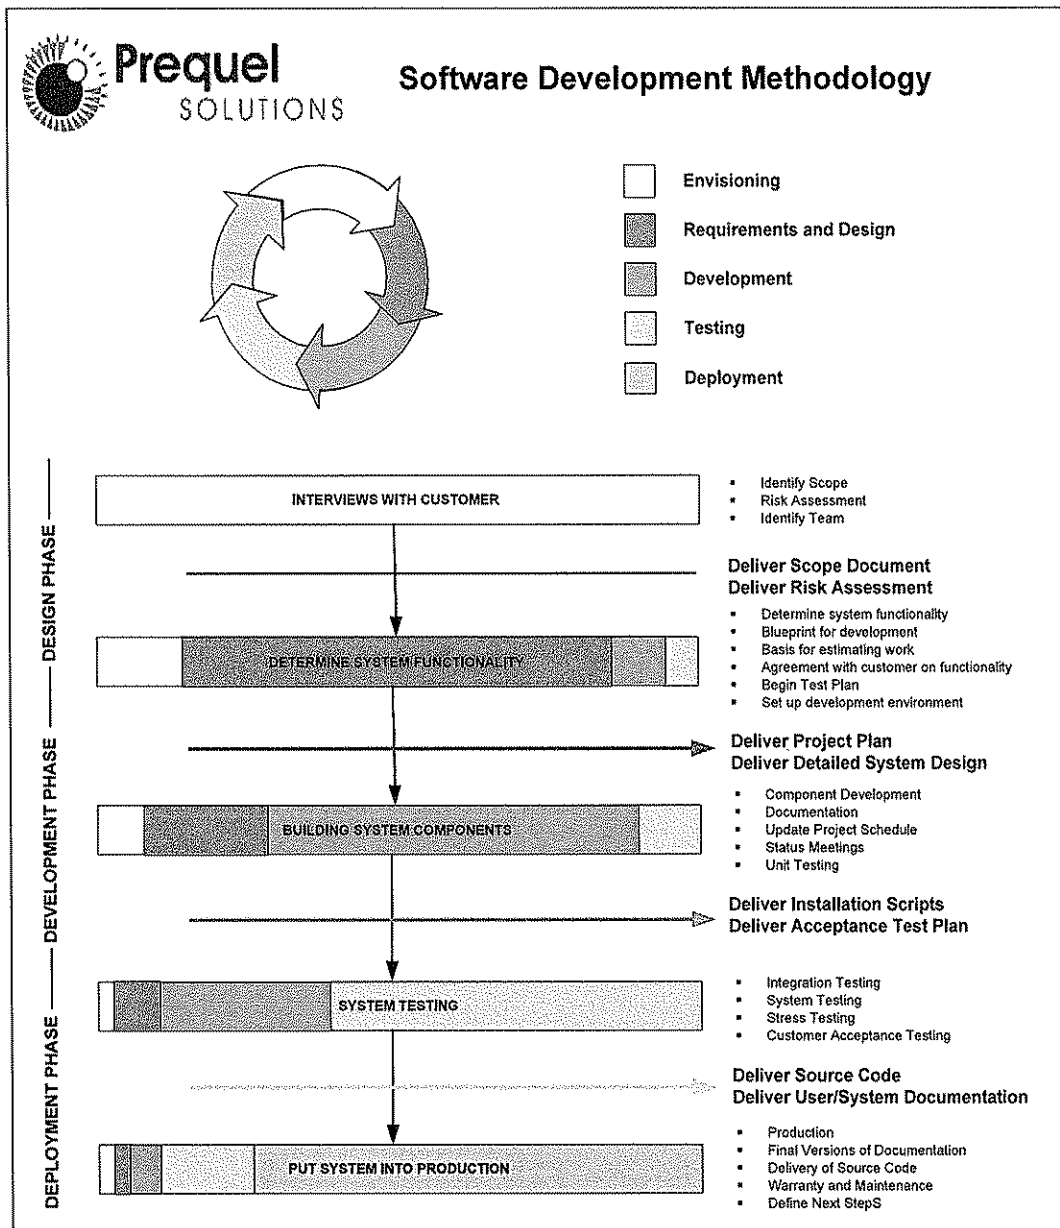 Prequel
SOLUTIONS
Software Development Methodology
Envisioning
Requirements and Design
Development
Testing
Deployment
DESIGN PHASE
DEVELOPMENT PHASE
DEPLOYMENT PHASE
INTERVIEWS WITH CUSTOMER
▪ Identify Scope
▪ Risk Assessment
▪ Identify Team
Deliver Scope Document
Deliver Risk Assessment
DETERMINE SYSTEM FUNCTIONALITY
▪ Determine system functionality
▪ Blueprint for development
▪ Basis for estimating work
▪ Agreement with customer on functionality
▪ Begin Test Plan
▪ Set up development environment
Deliver Project Plan
Deliver Detailed System Design
BUILDING SYSTEM COMPONENTS
▪ Component Development
▪ Documentation
▪ Update Project Schedule
▪ Status Meetings
▪ Unit Testing
Deliver Installation Scripts
Deliver Acceptance Test Plan
SYSTEM TESTING
▪ Integration Testing
▪ System Testing
▪ Stress Testing
▪ Customer Acceptance Testing
Deliver Source Code
Deliver User/System Documentation
PUT SYSTEM INTO PRODUCTION
▪ Production
▪ Final Versions of Documentation
▪ Delivery of Source Code
▪ Warranty and Maintenance
▪ Define Next StepS